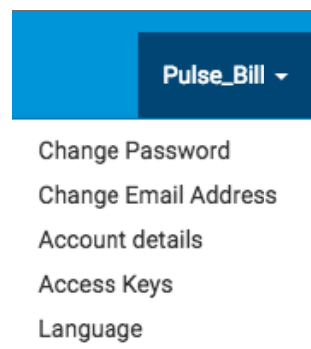 Pulse_Bill
Change Password
Change Email Address
Account details
Access Keys
Language